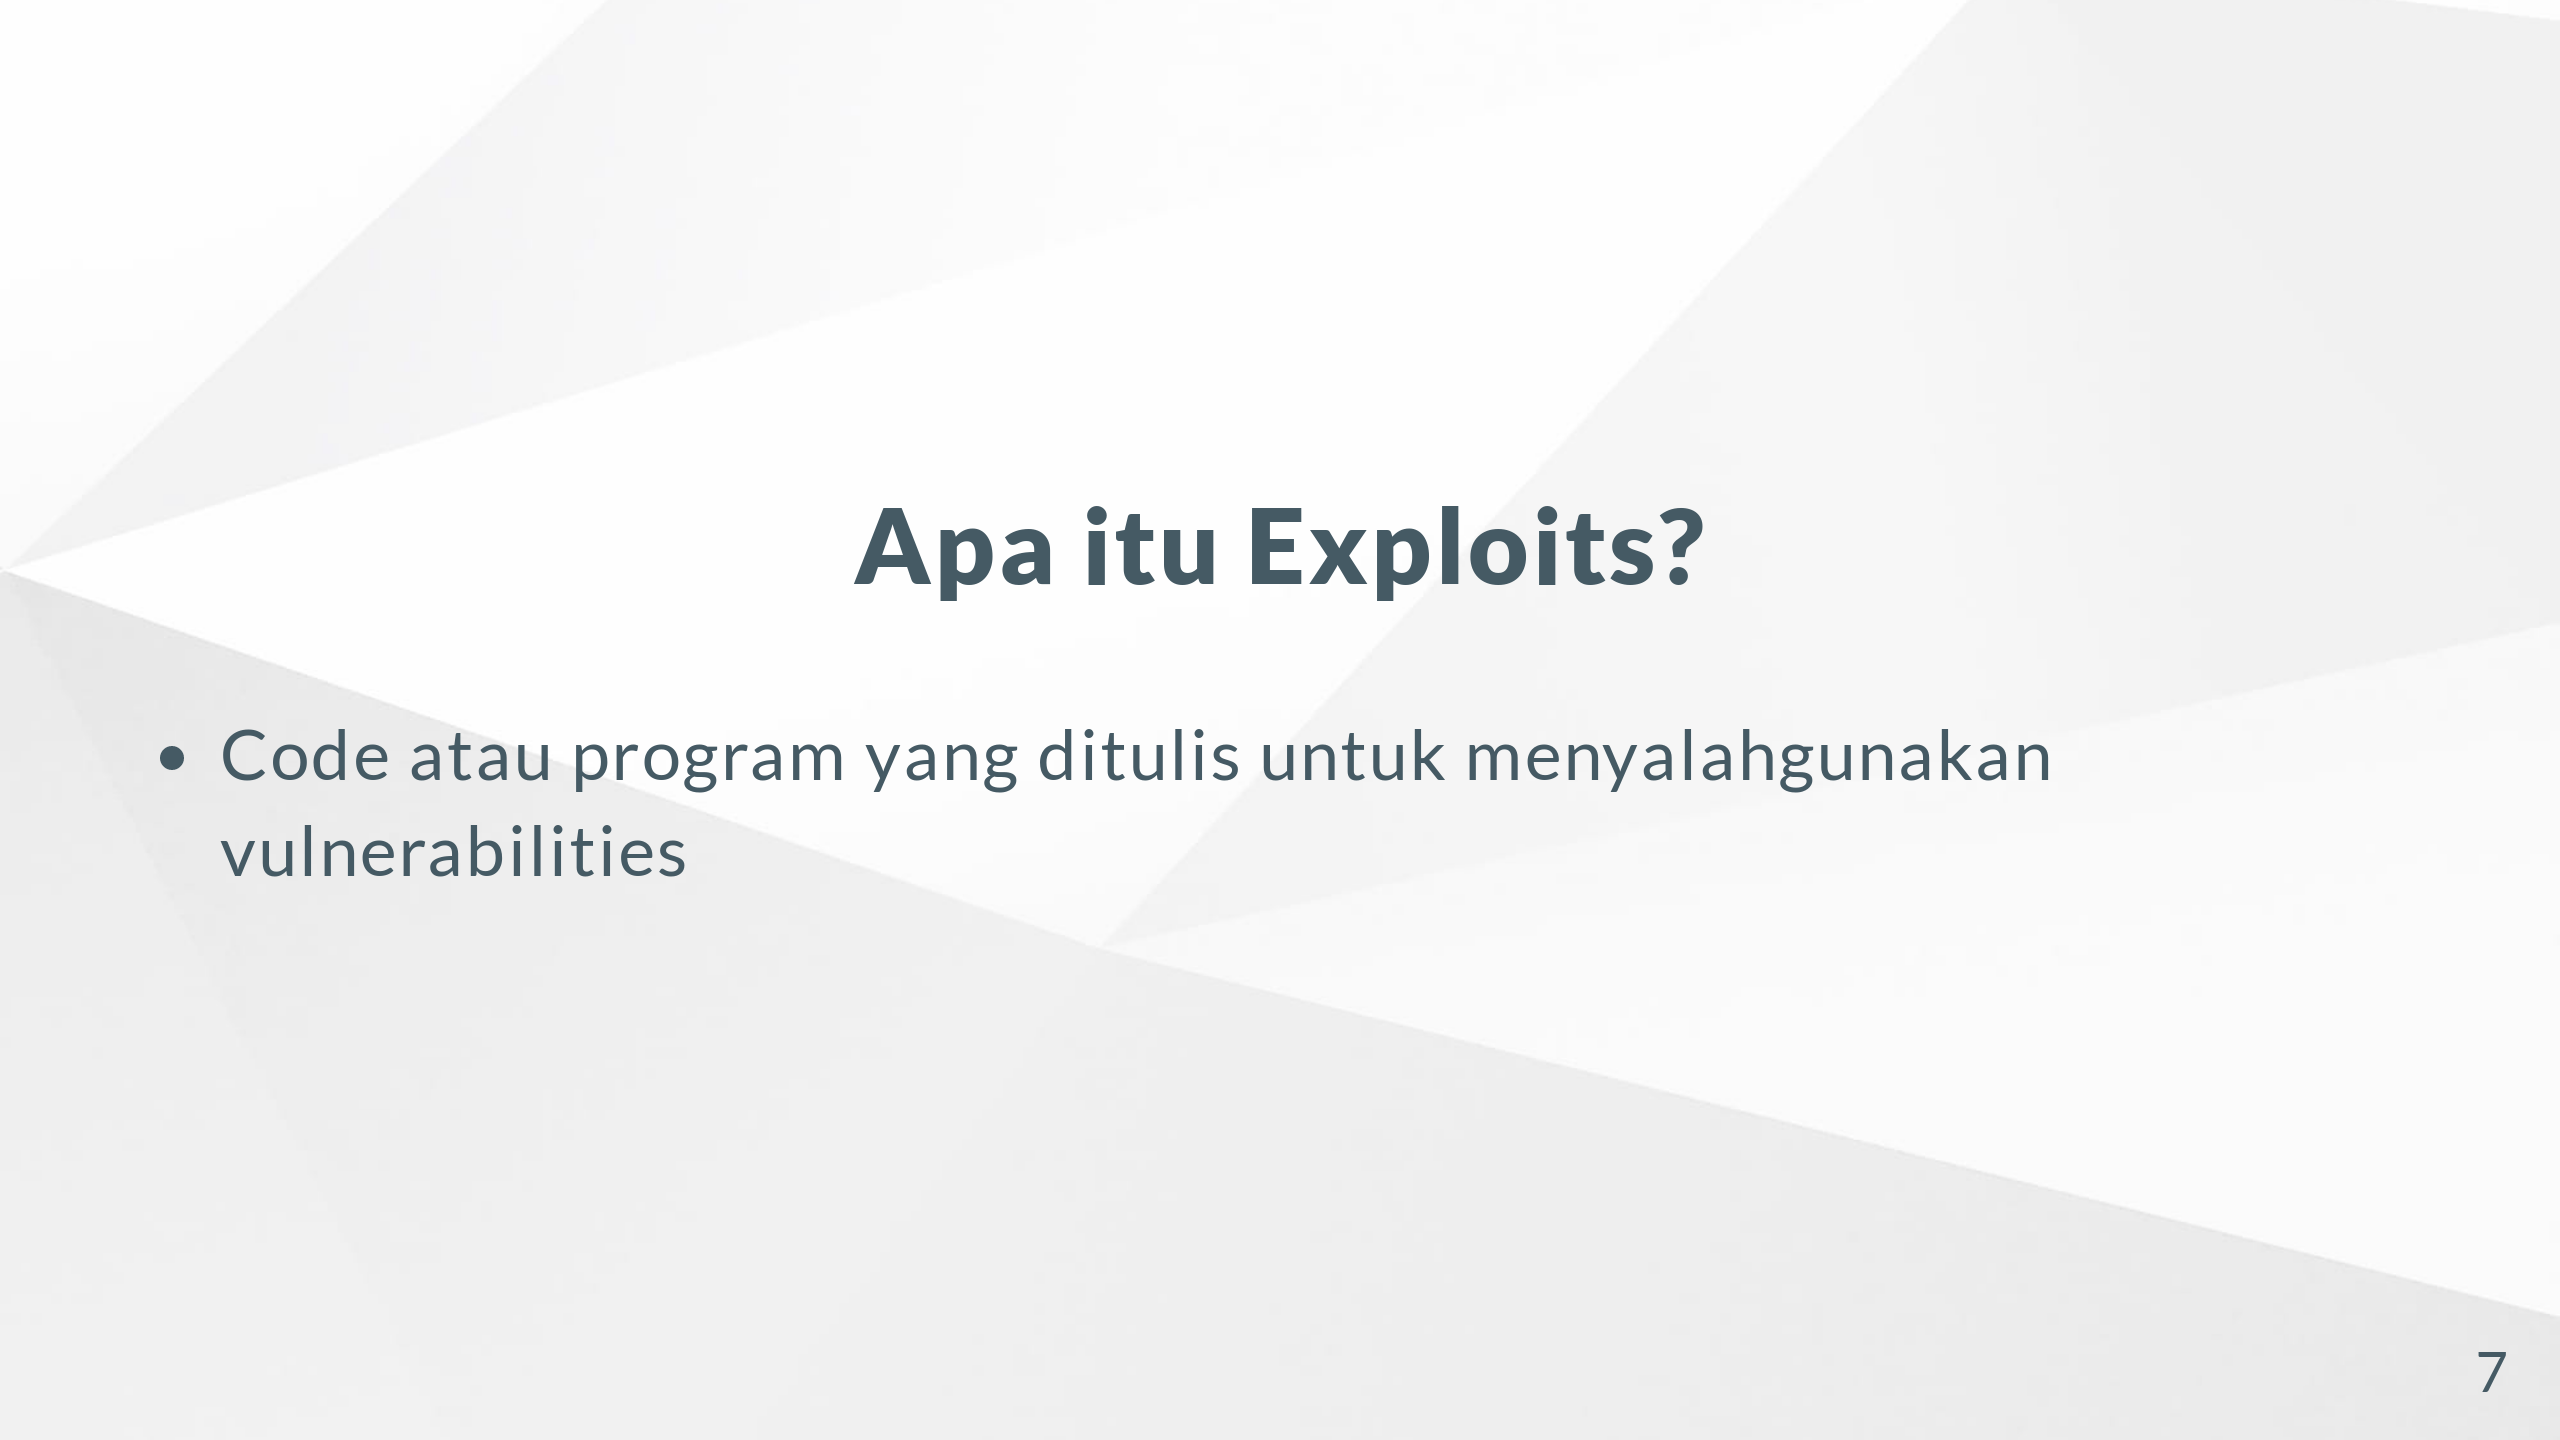 Apa itu Exploits?
• Code atau program yang ditulis untuk menyalahgunakan
vulnerabilities
7